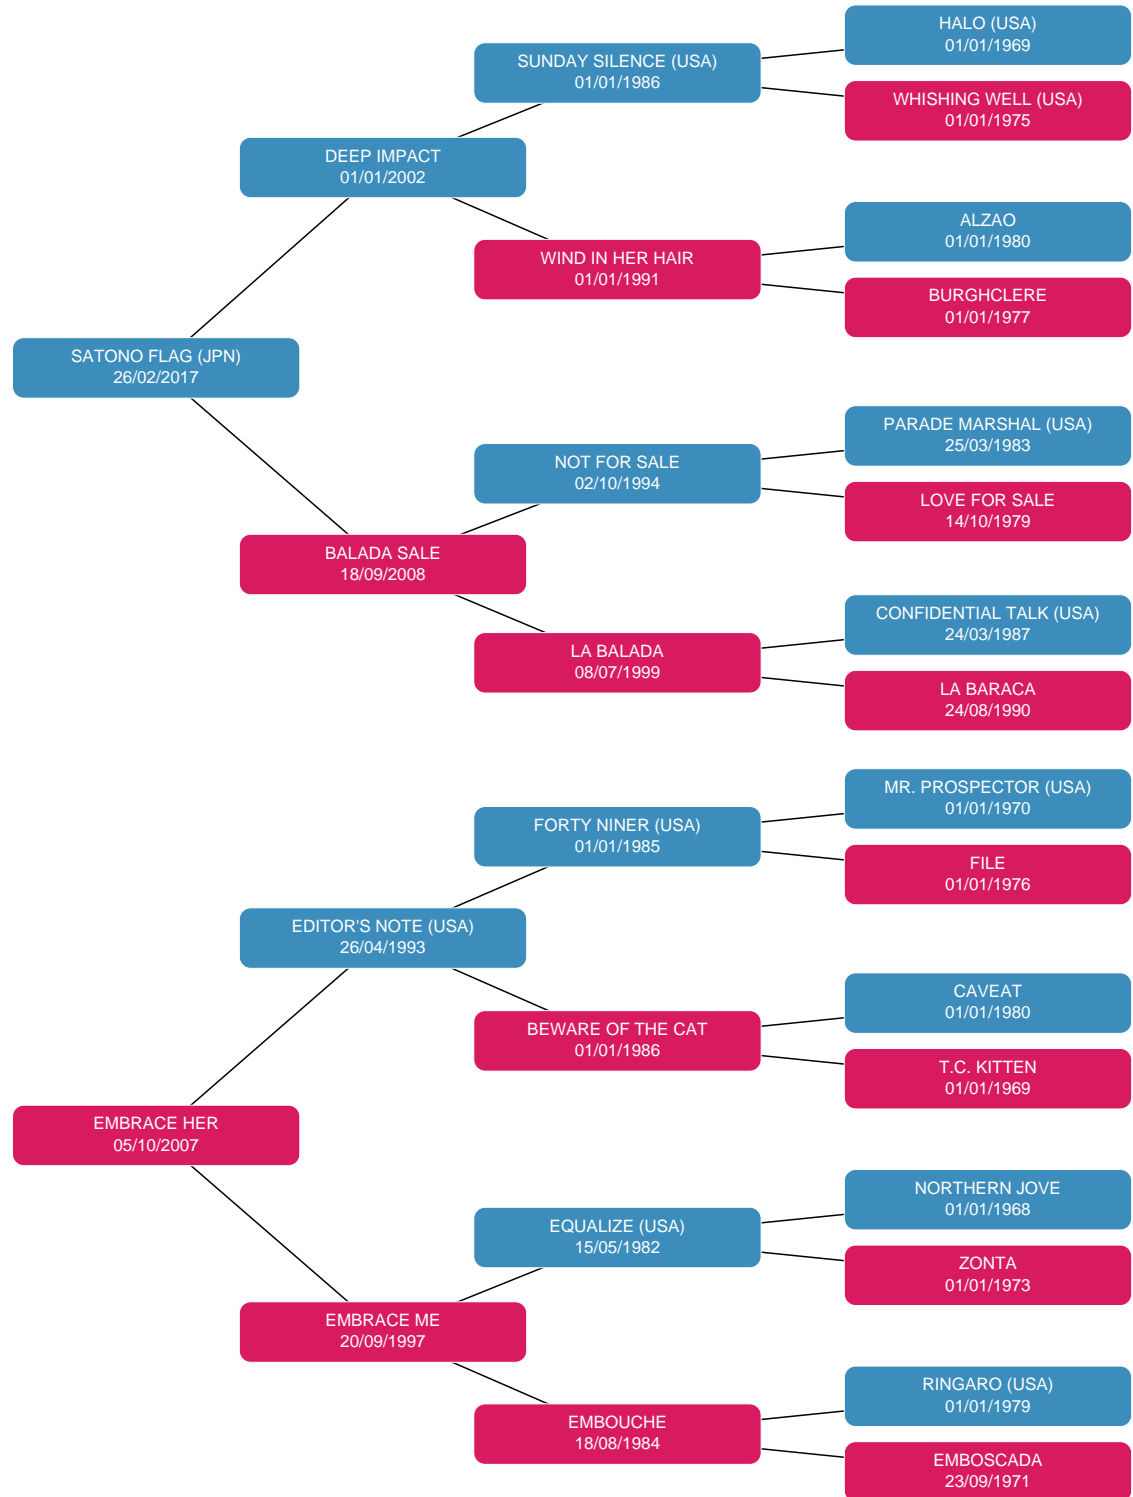 HALO (USA)
01/01/1969
SUNDAY SILENCE (USA)
01/01/1986
WHISHING WELL (USA)
01/01/1975
DEEP IMPACT
01/01/2002
ALZAO
01/01/1980
WIND IN HER HAIR
01/01/1991
BURGHCLERE
01/01/1977
SATONO FLAG (JPN)
26/02/2017
PARADE MARSHAL (USA)
25/03/1983
NOT FOR SALE
02/10/1994
LOVE FOR SALE
14/10/1979
BALADA SALE
18/09/2008
CONFIDENTIAL TALK (USA)
24/03/1987
LA BALADA
08/07/1999
LA BARACA
24/08/1990
MR. PROSPECTOR (USA)
01/01/1970
FORTY NINER (USA)
01/01/1985
FILE
01/01/1976
EDITOR'S NOTE (USA)
26/04/1993
CAVEAT
01/01/1980
BEWARE OF THE CAT
01/01/1986
T.C. KITTEN
01/01/1969
EMBRACE HER
05/10/2007
NORTHERN JOVE
01/01/1968
EQUALIZE (USA)
15/05/1982
ZONTA
01/01/1973
EMBRACE ME
20/09/1997
RINGARO (USA)
01/01/1979
EMBOUCHE
18/08/1984
EMBOSCADA
23/09/1971